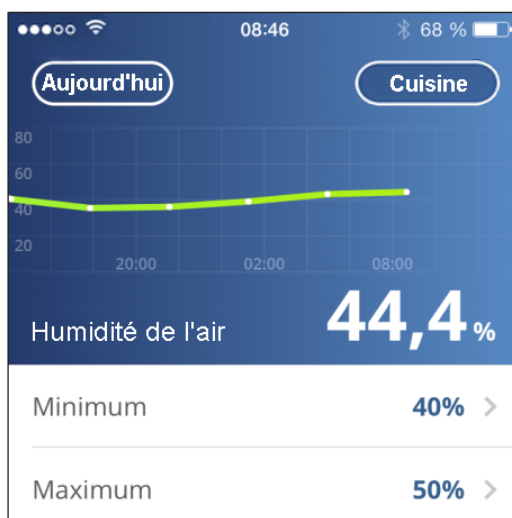 08:46 68 %
Aujourd'hui Cuisine
80
60
40
20
20:00 02:00 08:00
Humidité de l'air 44,4 %
Minimum 40%
Maximum 50%